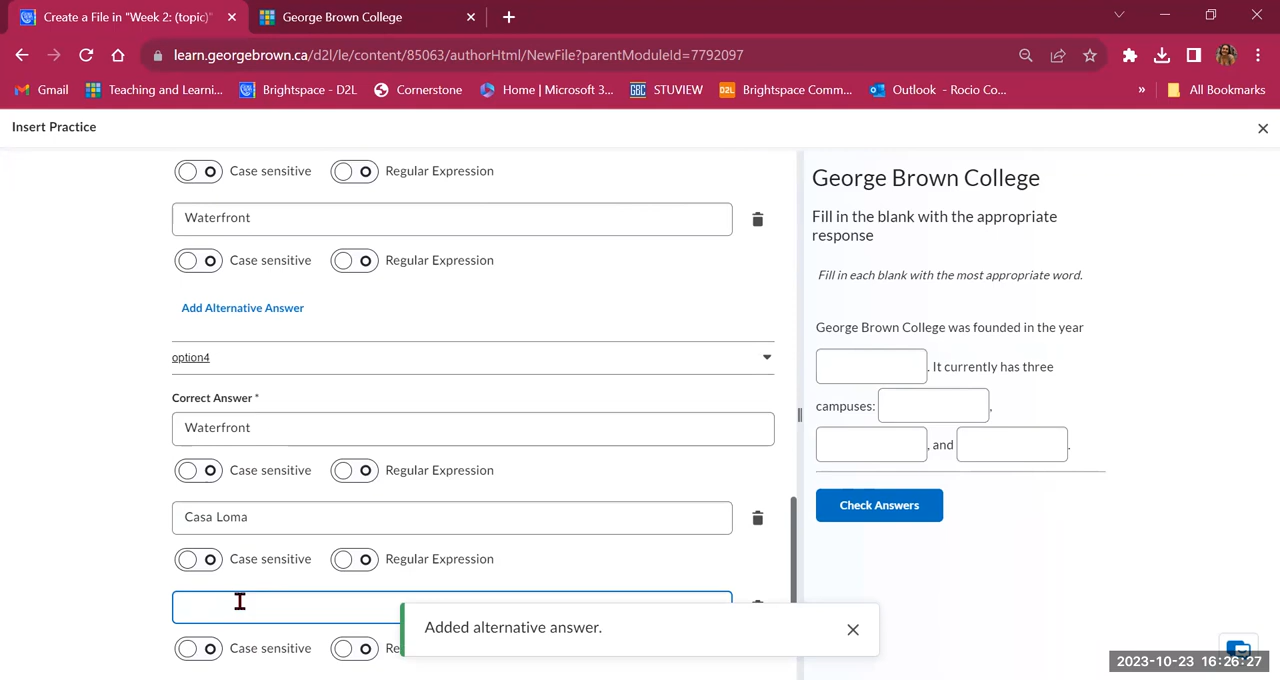 Create a File in "Week 2: (topic)"
George Brown College
learn.georgebrown.ca/d2l/le/content/85063/authorHtml/NewFile?parentModuleId=7792097
Gmail
Teaching and Learni...
Brightspace - D2L
Cornerstone
Home | Microsoft 3...
GBC
STUVIEW
D2L
Brightspace Comm...
Outlook - Rocio Co...
»
All Bookmarks
Insert Practice
Case sensitive
Regular Expression
Waterfront
Case sensitive
Regular Expression
Add Alternative Answer
option4
Correct Answer *
Waterfront
Case sensitive
Regular Expression
Casa Loma
Case sensitive
Regular Expression
Case sensitive
Re
Added alternative answer.
George Brown College
Fill in the blank with the appropriate
response
Fill in each blank with the most appropriate word.
George Brown College was founded in the year
. It currently has three
campuses: ,
, and .
Check Answers
2023-10-23 16:26:27